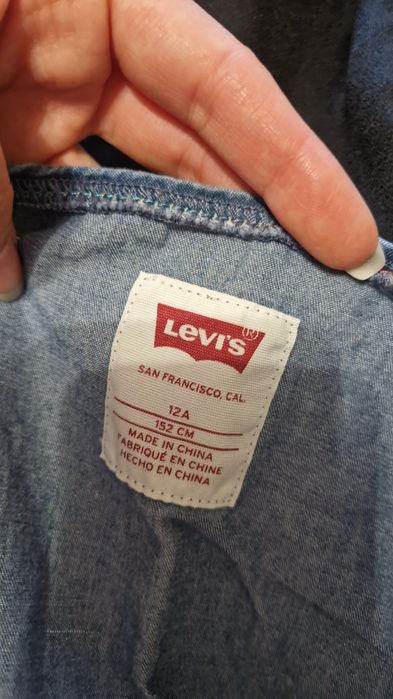 Levi's®
SAN FRANCISCO, CAL.
12A
152 CM
MADE IN CHINA
FABRIQUÉ EN CHINE
HECHO EN CHINA